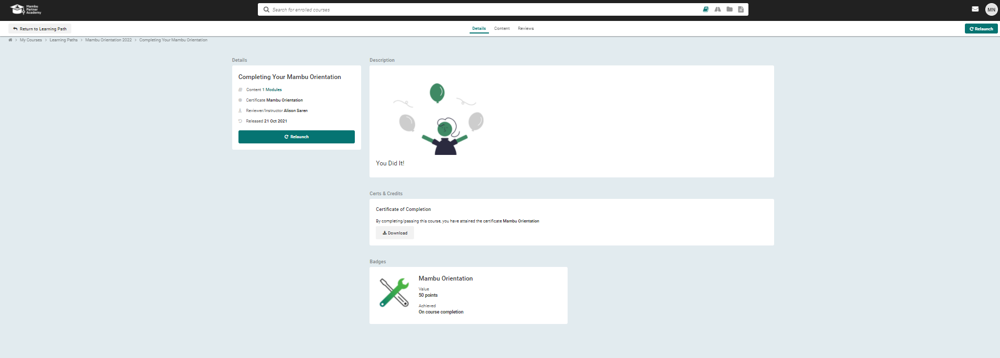 Mambu
Partner
Academy
Search for enrolled courses
MN
Return to Learning Path
Details
Content
Reviews
Relaunch
My Courses > Learning Paths > Mambu Orientation 2022 > Completing Your Mambu Orientation
Details
Completing Your Mambu Orientation
Content 1 Modules
Certificate Mambu Orientation
Reviewer/Instructor Alison Saren
Released 21 Oct 2021
Relaunch
Description
You Did It!
Certs & Credits
Certificate of Completion
By completing/passing this course, you have attained the certificate Mambu Orientation
Download
Badges
Mambu Orientation
Value
50 points
Achieved
On course completion